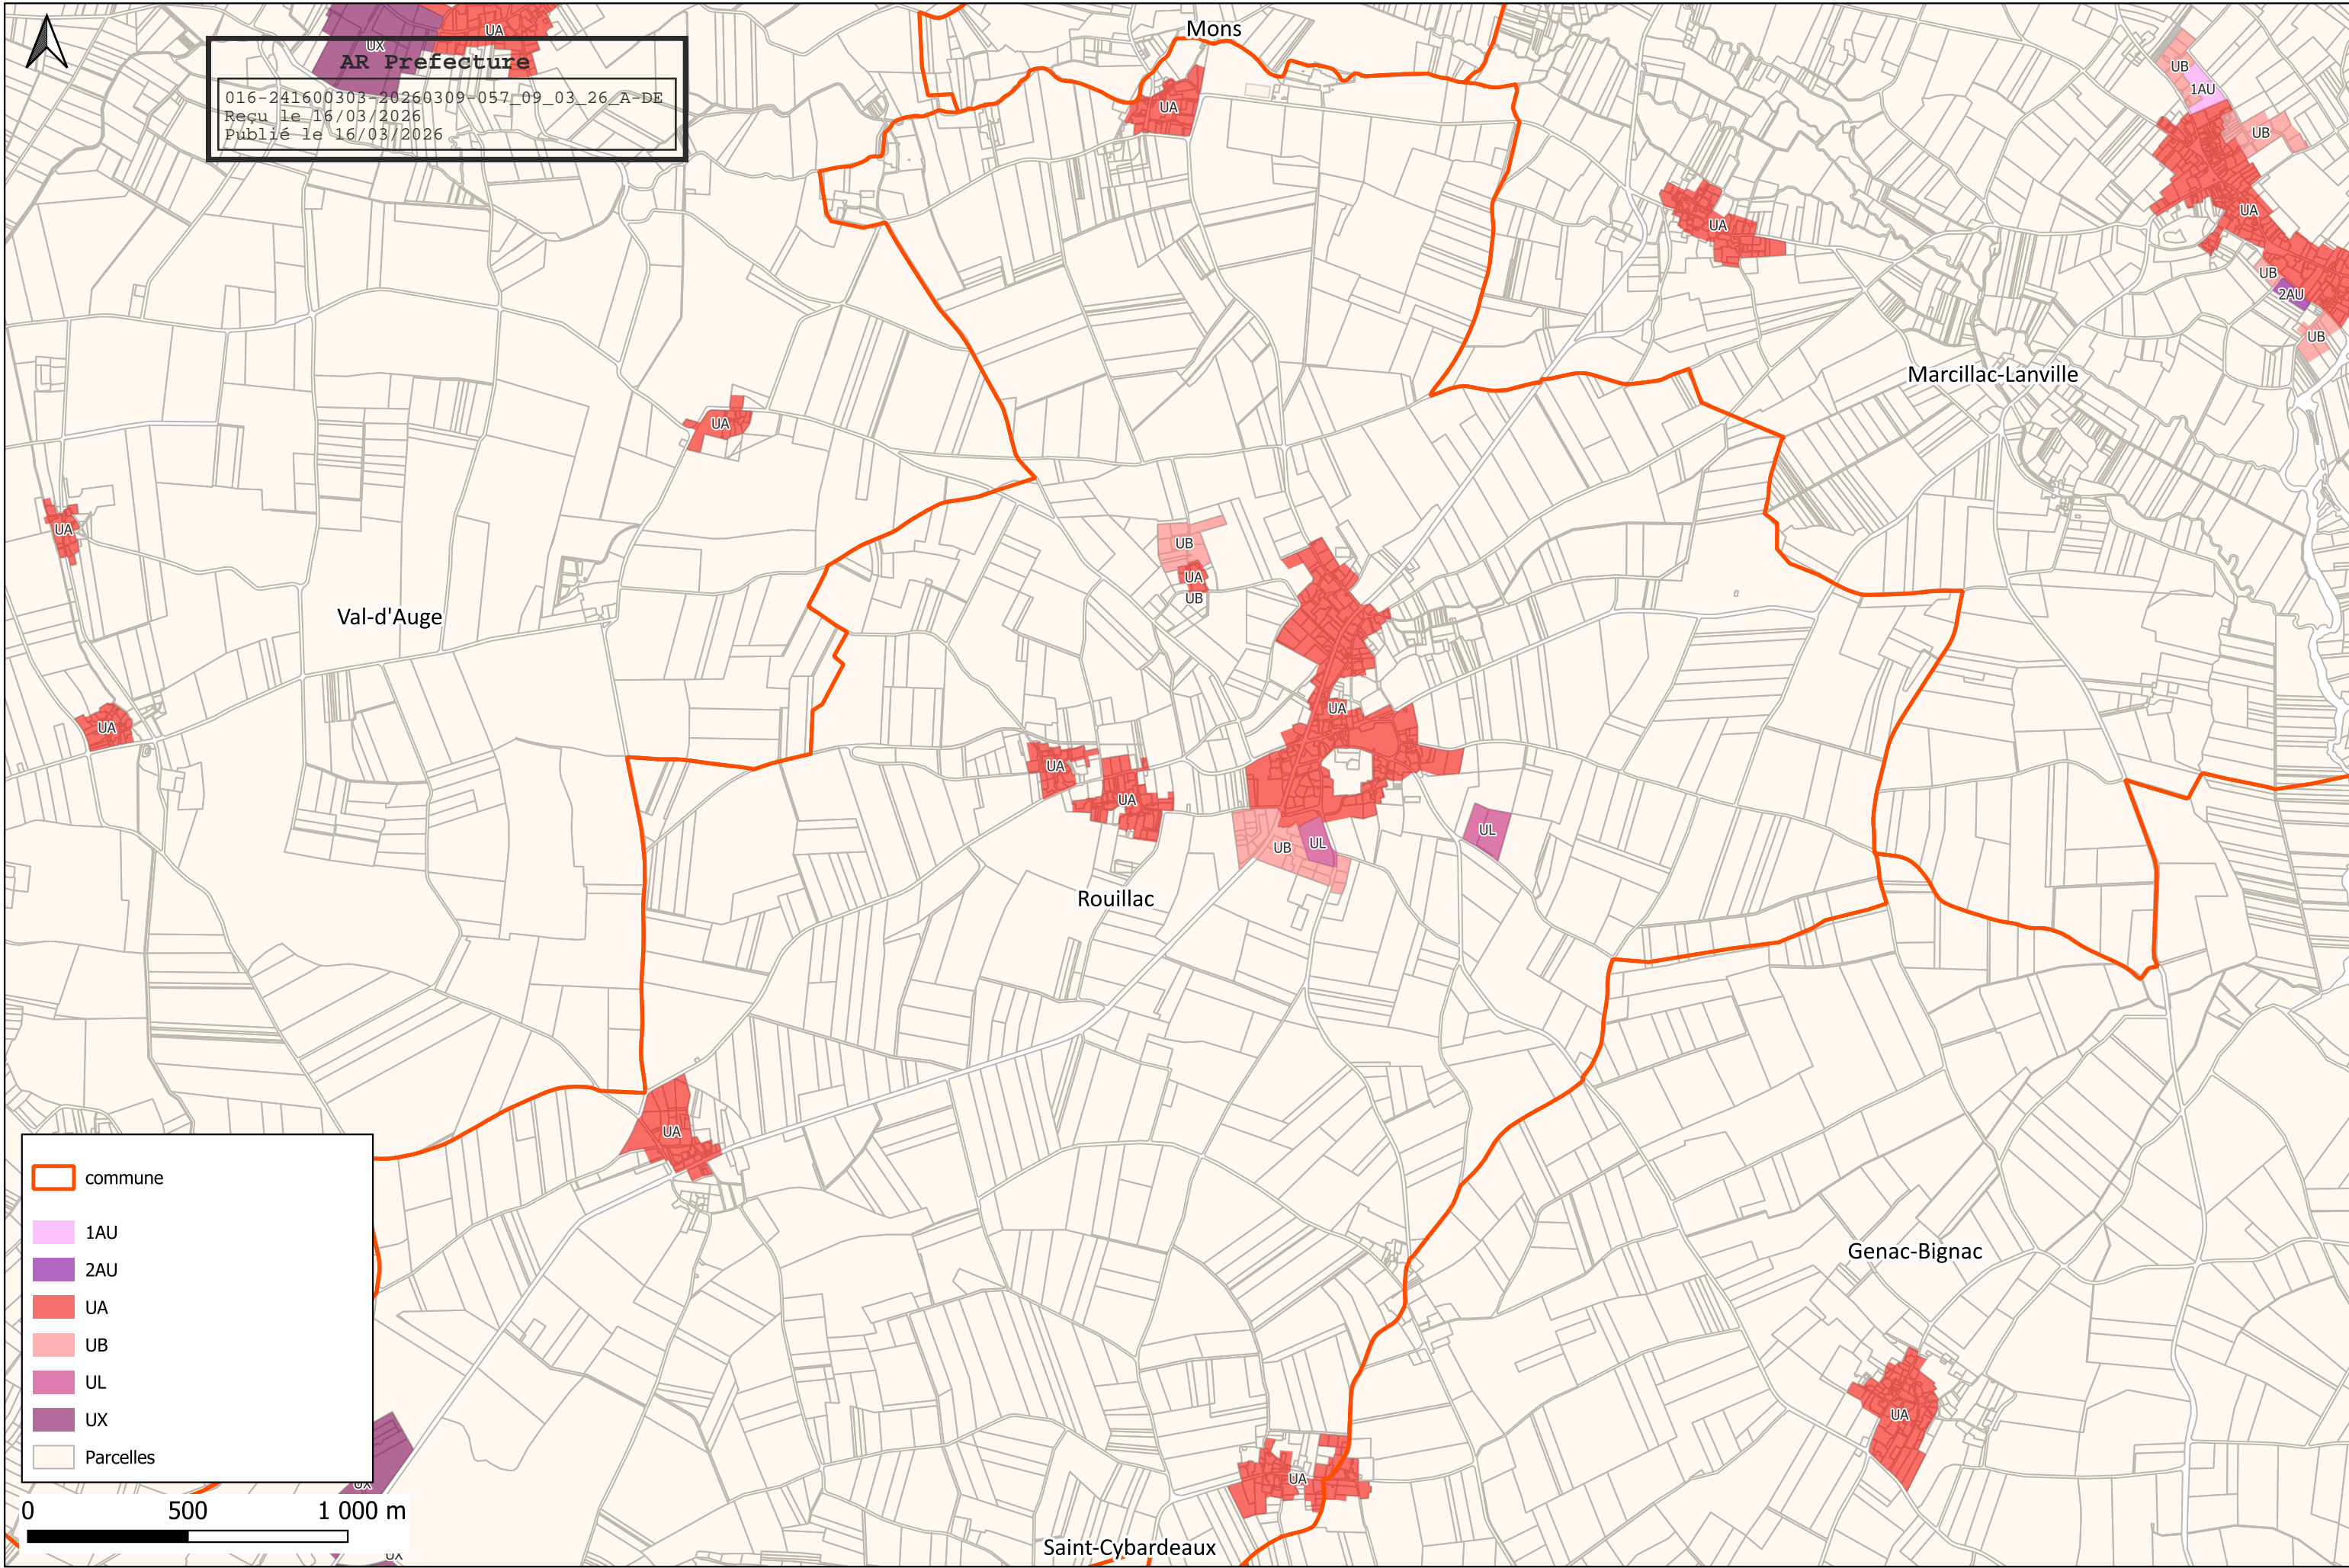 Mons
UA
UX
AR Prefecture
016-241600303-20260309-057_09_03_26_A-DE
Reçu le 16/03/2026
Publié le 16/03/2026
UA
UB
1AU
UB
UA
UA
UB
2AU
UB
Marcillac-Lanville
UA
UA
UB
UA
UB
Val-d'Auge
UA
UA
UA
UA
UL
UB
UL
Rouillac
UA
Genac-Bignac
UA
UA
Saint-Cybardeaux
commune
1AU
2AU
UA
UB
UL
UX
Parcelles
UX
0 500 1 000 m
UX